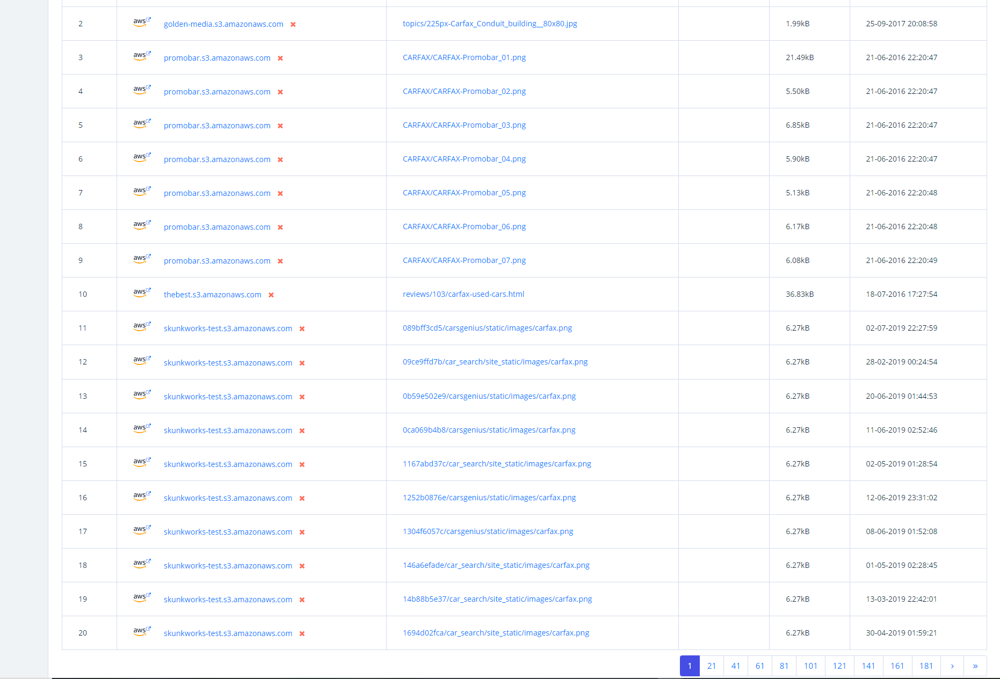 2 aws golden-media.s3.amazonaws.com topics/225px-Carfax_Conduit_building__80x80.jpg 1.99kB 25-09-2017 20:08:58
3 aws promobar.s3.amazonaws.com CARFAX/CARFAX-Promobar_01.png 21.49kB 21-06-2016 22:20:47
4 aws promobar.s3.amazonaws.com CARFAX/CARFAX-Promobar_02.png 5.50kB 21-06-2016 22:20:47
5 aws promobar.s3.amazonaws.com CARFAX/CARFAX-Promobar_03.png 6.85kB 21-06-2016 22:20:47
6 aws promobar.s3.amazonaws.com CARFAX/CARFAX-Promobar_04.png 5.90kB 21-06-2016 22:20:47
7 aws promobar.s3.amazonaws.com CARFAX/CARFAX-Promobar_05.png 5.13kB 21-06-2016 22:20:48
8 aws promobar.s3.amazonaws.com CARFAX/CARFAX-Promobar_06.png 6.17kB 21-06-2016 22:20:48
9 aws promobar.s3.amazonaws.com CARFAX/CARFAX-Promobar_07.png 6.08kB 21-06-2016 22:20:49
10 aws thebest.s3.amazonaws.com reviews/103/carfax-used-cars.html 36.83kB 18-07-2016 17:27:54
11 aws skunkworks-test.s3.amazonaws.com 089bff3cd5/carsgenius/static/images/carfax.png 6.27kB 02-07-2019 22:27:59
12 aws skunkworks-test.s3.amazonaws.com 09ce9ffd7b/car_search/site_static/images/carfax.png 6.27kB 28-02-2019 00:24:54
13 aws skunkworks-test.s3.amazonaws.com 0b59e502e9/carsgenius/static/images/carfax.png 6.27kB 20-06-2019 01:44:53
14 aws skunkworks-test.s3.amazonaws.com 0ca069b4b8/carsgenius/static/images/carfax.png 6.27kB 11-06-2019 02:52:46
15 aws skunkworks-test.s3.amazonaws.com 1167abd37c/car_search/site_static/images/carfax.png 6.27kB 02-05-2019 01:28:54
16 aws skunkworks-test.s3.amazonaws.com 1252b0876e/carsgenius/static/images/carfax.png 6.27kB 12-06-2019 23:31:02
17 aws skunkworks-test.s3.amazonaws.com 1304f6057c/carsgenius/static/images/carfax.png 6.27kB 08-06-2019 01:52:08
18 aws skunkworks-test.s3.amazonaws.com 146a6efade/car_search/site_static/images/carfax.png 6.27kB 01-05-2019 02:28:45
19 aws skunkworks-test.s3.amazonaws.com 14b88b5e37/car_search/site_static/images/carfax.png 6.27kB 13-03-2019 22:42:01
20 aws skunkworks-test.s3.amazonaws.com 1694d02fca/car_search/site_static/images/carfax.png 6.27kB 30-04-2019 01:59:21
1 21 41 61 81 101 121 141 161 181 › »